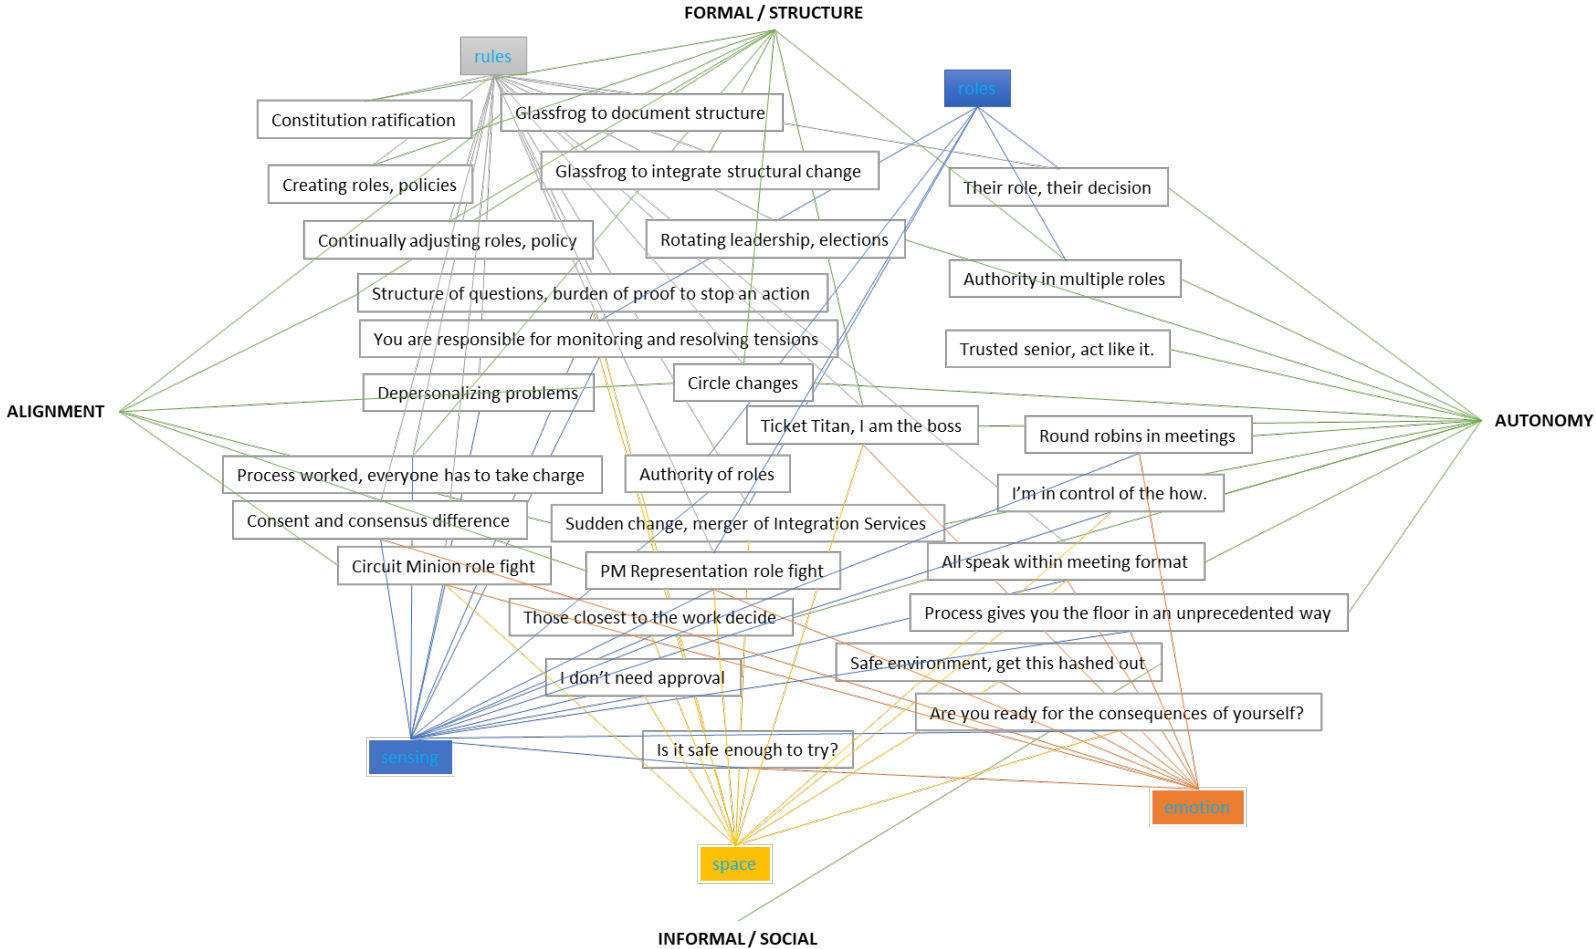 FORMAL / STRUCTURE
rules
roles
Constitution ratification
Glassfrog to document structure
Glassfrog to integrate structural change
Creating roles, policies
Their role, their decision
Continually adjusting roles, policy
Rotating leadership, elections
Authority in multiple roles
Structure of questions, burden of proof to stop an action
You are responsible for monitoring and resolving tensions
Trusted senior, act like it.
Circle changes
Depersonalizing problems
ALIGNMENT
AUTONOMY
Ticket Titan, I am the boss
Round robins in meetings
Process worked, everyone has to take charge
Authority of roles
I'm in control of the how.
Consent and consensus difference
Sudden change, merger of Integration Services
Circuit Minion role fight
PM Representation role fight
All speak within meeting format
Those closest to the work decide
Process gives you the floor in an unprecedented way
Safe environment, get this hashed out
I don't need approval
Are you ready for the consequences of yourself?
Is it safe enough to try?
sensing
emotion
space
INFORMAL / SOCIAL